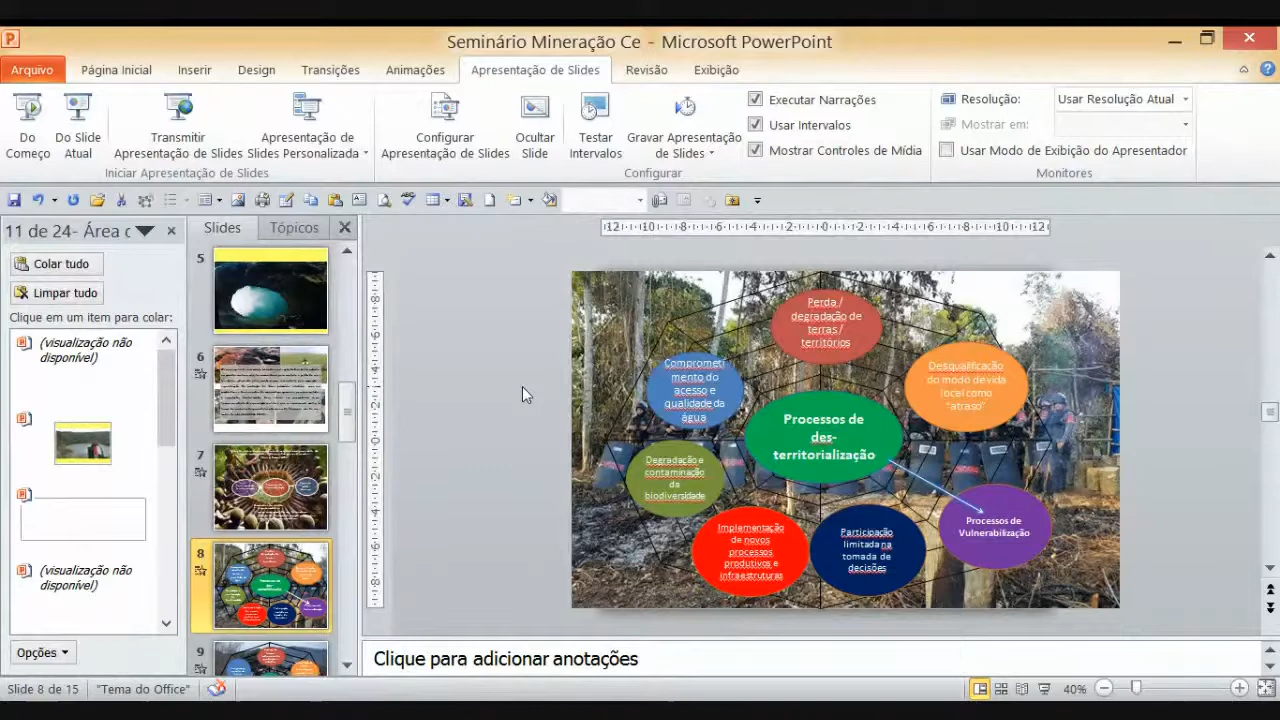 Seminário Mineração Ce - Microsoft PowerPoint
Arquivo
Página Inicial
Inserir
Design
Transições
Animações
Apresentação de Slides
Revisão
Exibição
Do
Começo
Do Slide
Atual
Transmitir
Apresentação de Slides
Apresentação de
Slides Personalizada
Iniciar Apresentação de Slides
Configurar
Apresentação de Slides
Ocultar
Slide
Testar
Intervalos
Gravar Apresentação
de Slides
Executar Narrações
Usar Intervalos
Mostrar Controles de Mídia
Configurar
Resolução:
Usar Resolução Atual
Mostrar em:
Usar Modo de Exibição do Apresentador
Monitores
11 de 24- Área d
Colar tudo
Limpar tudo
Clique em um item para colar:
(visualização não
disponível)
(visualização não
disponível)
Opções
Slides
Tópicos
5
6
7
8
9
Perda /
degradação de
terras /
territórios
Comprometi
mento do
acesso e
qualidade da
água
Desqualificação
do modo de vida
local como
“atraso”
Processos de
des-
territorialização
Degradação e
contaminação
da
biodiversidade
Implementação
de novos
processos
produtivos e
infraestruturas
Participação
limitada na
tomada de
decisões
Processos de
Vulnerabilização
Clique para adicionar anotações
Slide 8 de 15
"Tema do Office"
40%